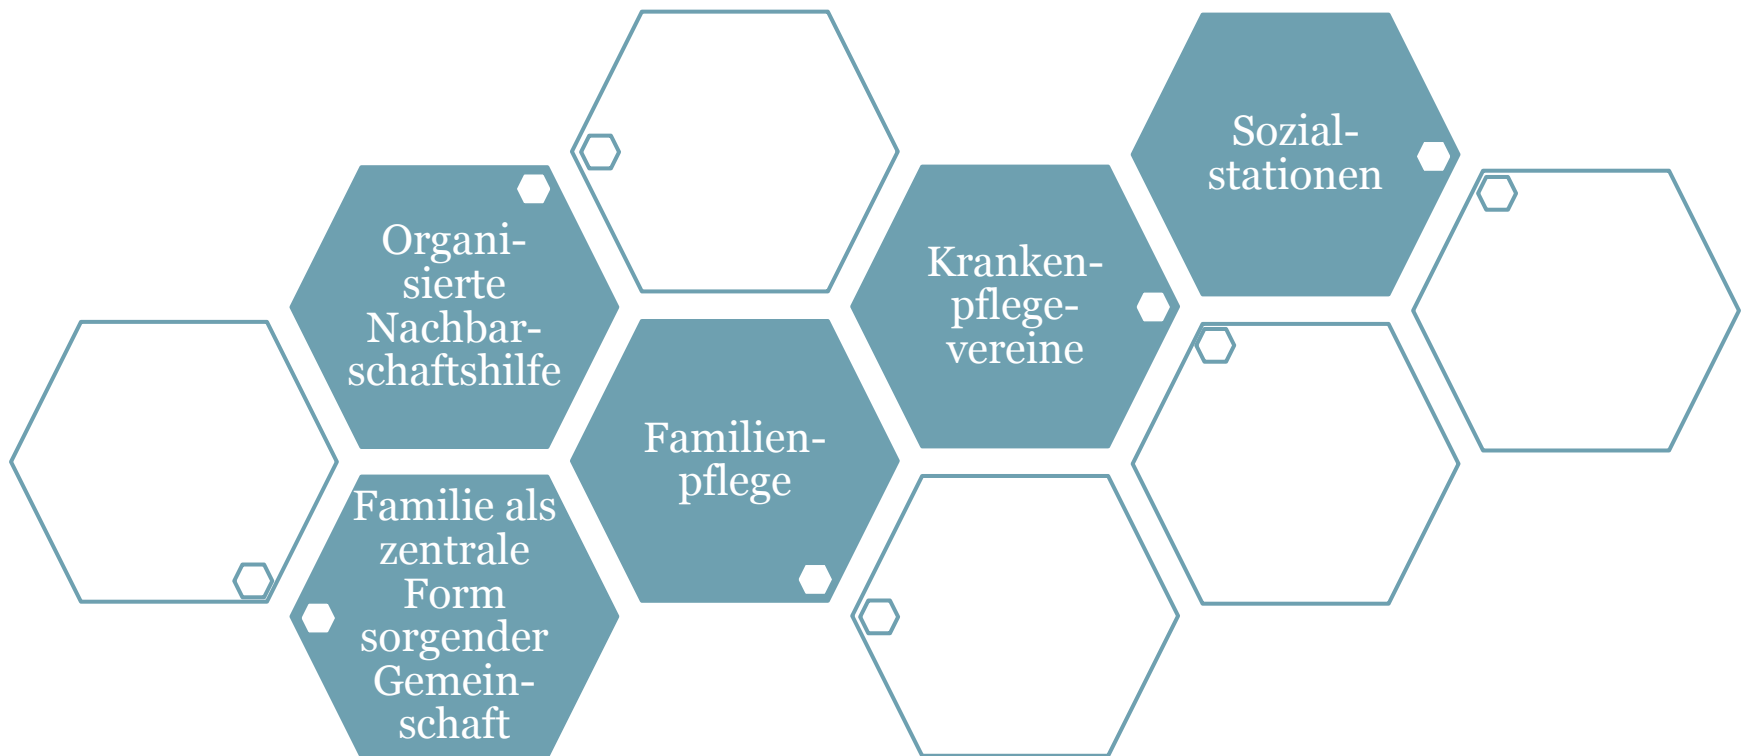 Organi-
sierte
Nachbar-
schaftshilfe
Familie als
zentrale
Form
sorgender
Gemein-
schaft
Familien-
pflege
Kranken-
pflege-
vereine
Sozial-
stationen